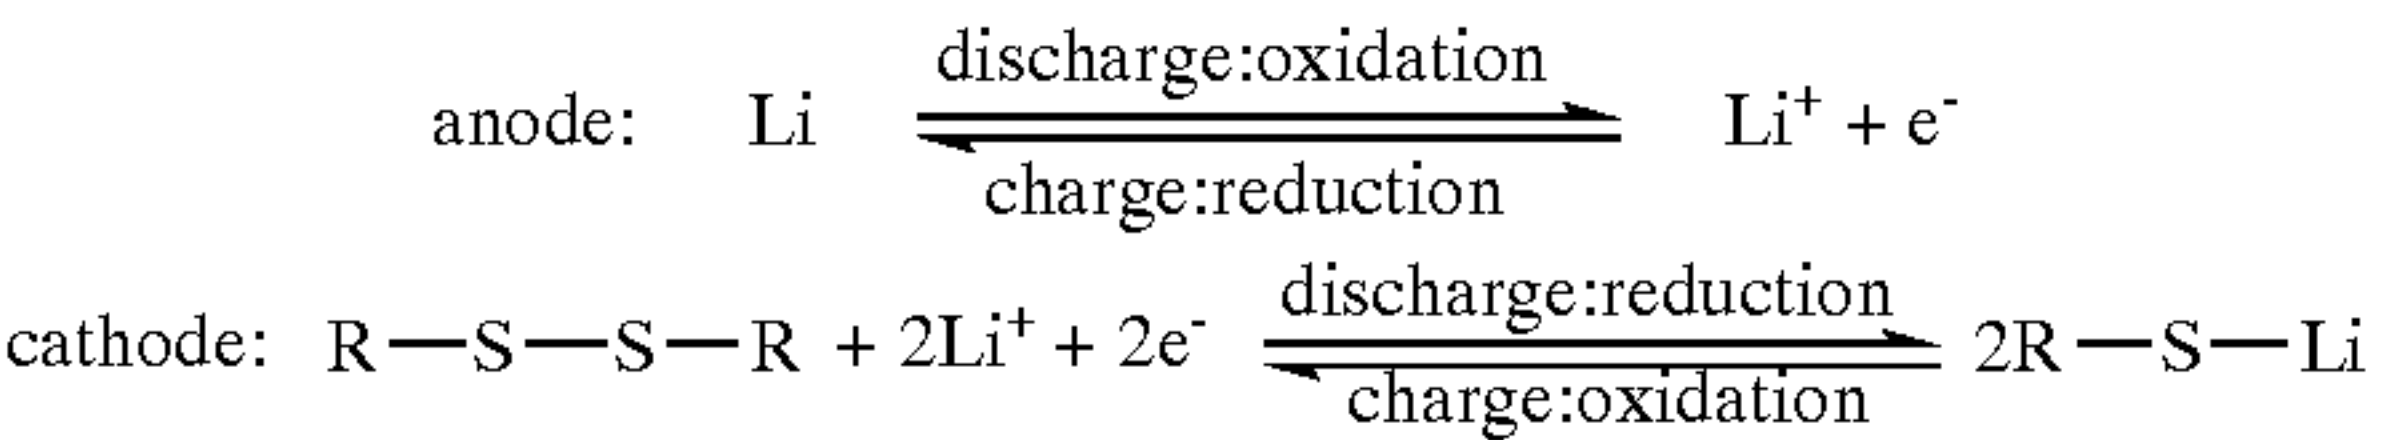 discharge:oxidation
anode: Li ⇌ Li⁺ + e⁻
charge:reduction
discharge:reduction
cathode: R—S—S—R + 2Li⁺ + 2e⁻ ⇌ 2R—S—Li
charge:oxidation